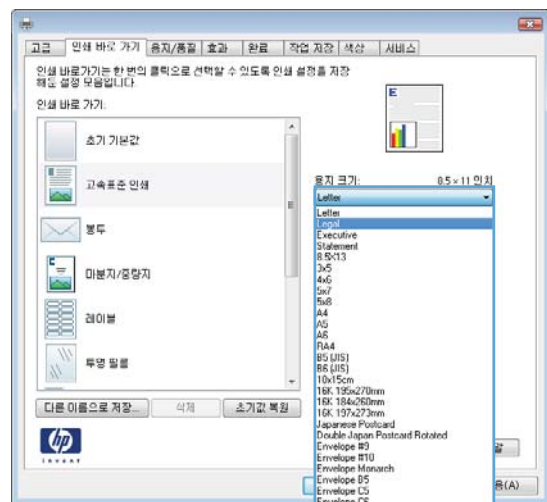 고급 인쇄 바로 가기 용지/품질 효과 완료 작업 저장 색상 서비스
인쇄 바로가기는 한 번의 클릭으로 선택할 수 있도록 인쇄 설정을 저장
해둔 설정 모음입니다.
인쇄 바로 가기:
초기 기본값
고속표준 인쇄
봉투
마분지/중량지
레이블
투명 필름
E
용지 크기: 8.5 × 11 인치
Letter
Letter
Legal
Executive
Statement
8.5X13
3x5
4x6
5x7
5x8
A4
A5
A6
RA4
B5 (JIS)
B6 (JIS)
10x15cm
16K 195x270mm
16K 184x260mm
16K 197x273mm
Japanese Postcard
Double Japan Postcard Rotated
Envelope #9
Envelope #10
Envelope Monarch
Envelope B5
Envelope C5
Envelope C6
다른 이름으로 저장... 삭제 초기값 복원
hp
invent